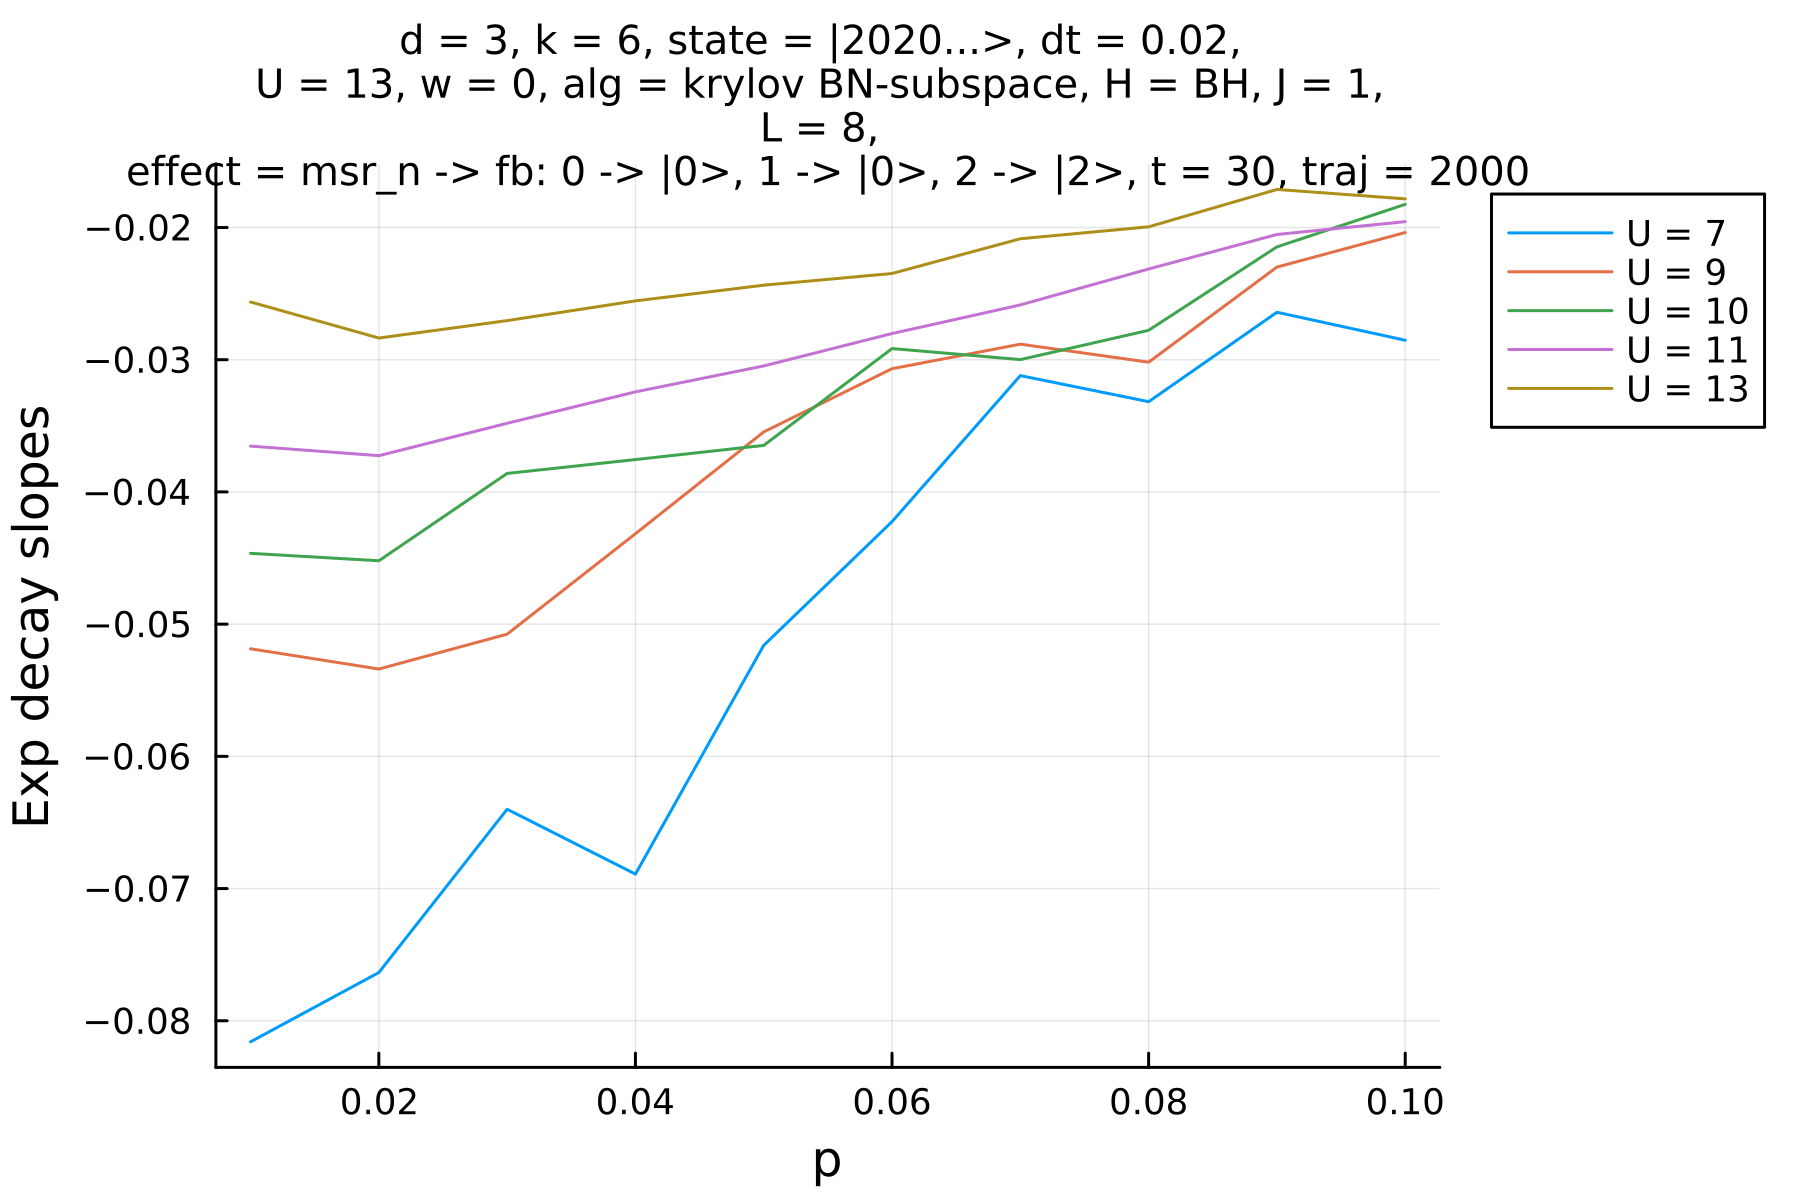 d = 3, k = 6, state = |2020...>, dt = 0.02,
U = 13, w = 0, alg = krylov BN-subspace, H = BH, J = 1,
L = 8,
effect = msr_n -> fb: 0 -> |0>, 1 -> |0>, 2 -> |2>, t = 30, traj = 2000
U = 7
U = 9
U = 10
U = 11
U = 13
Exp decay slopes
−0.02
−0.03
−0.04
−0.05
−0.06
−0.07
−0.08
0.02 0.04 0.06 0.08 0.10
p